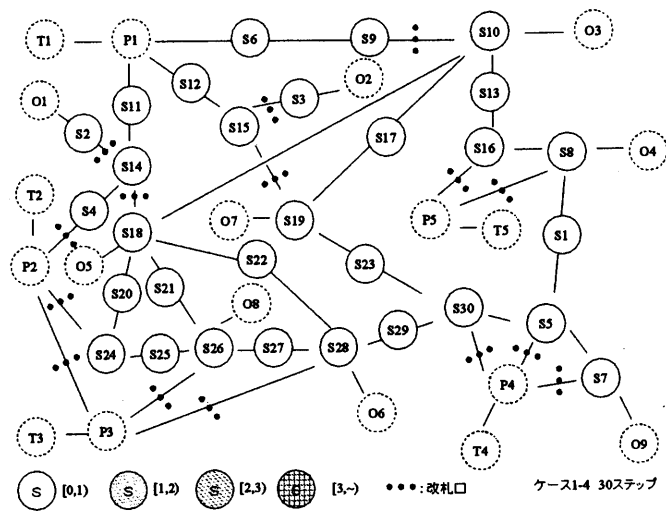 T1 P1 S6 S9 S10 O3
O1 S12 S3 O2
S2 S11 S15 S13
S14 S17 S16 S8 O4
T2 S4
S18 O7 S19 P5 T5
P2 O5 S22 S23 S1
S20 S21 O8
S24 S25 S26 S27 S28 S29 S30 S5
P4 S7
T3 P3 O6
T4 O9
S [0,1) S [1,2) S [2,3) S [3,~) :改札口 ケース1-4 30ステップ